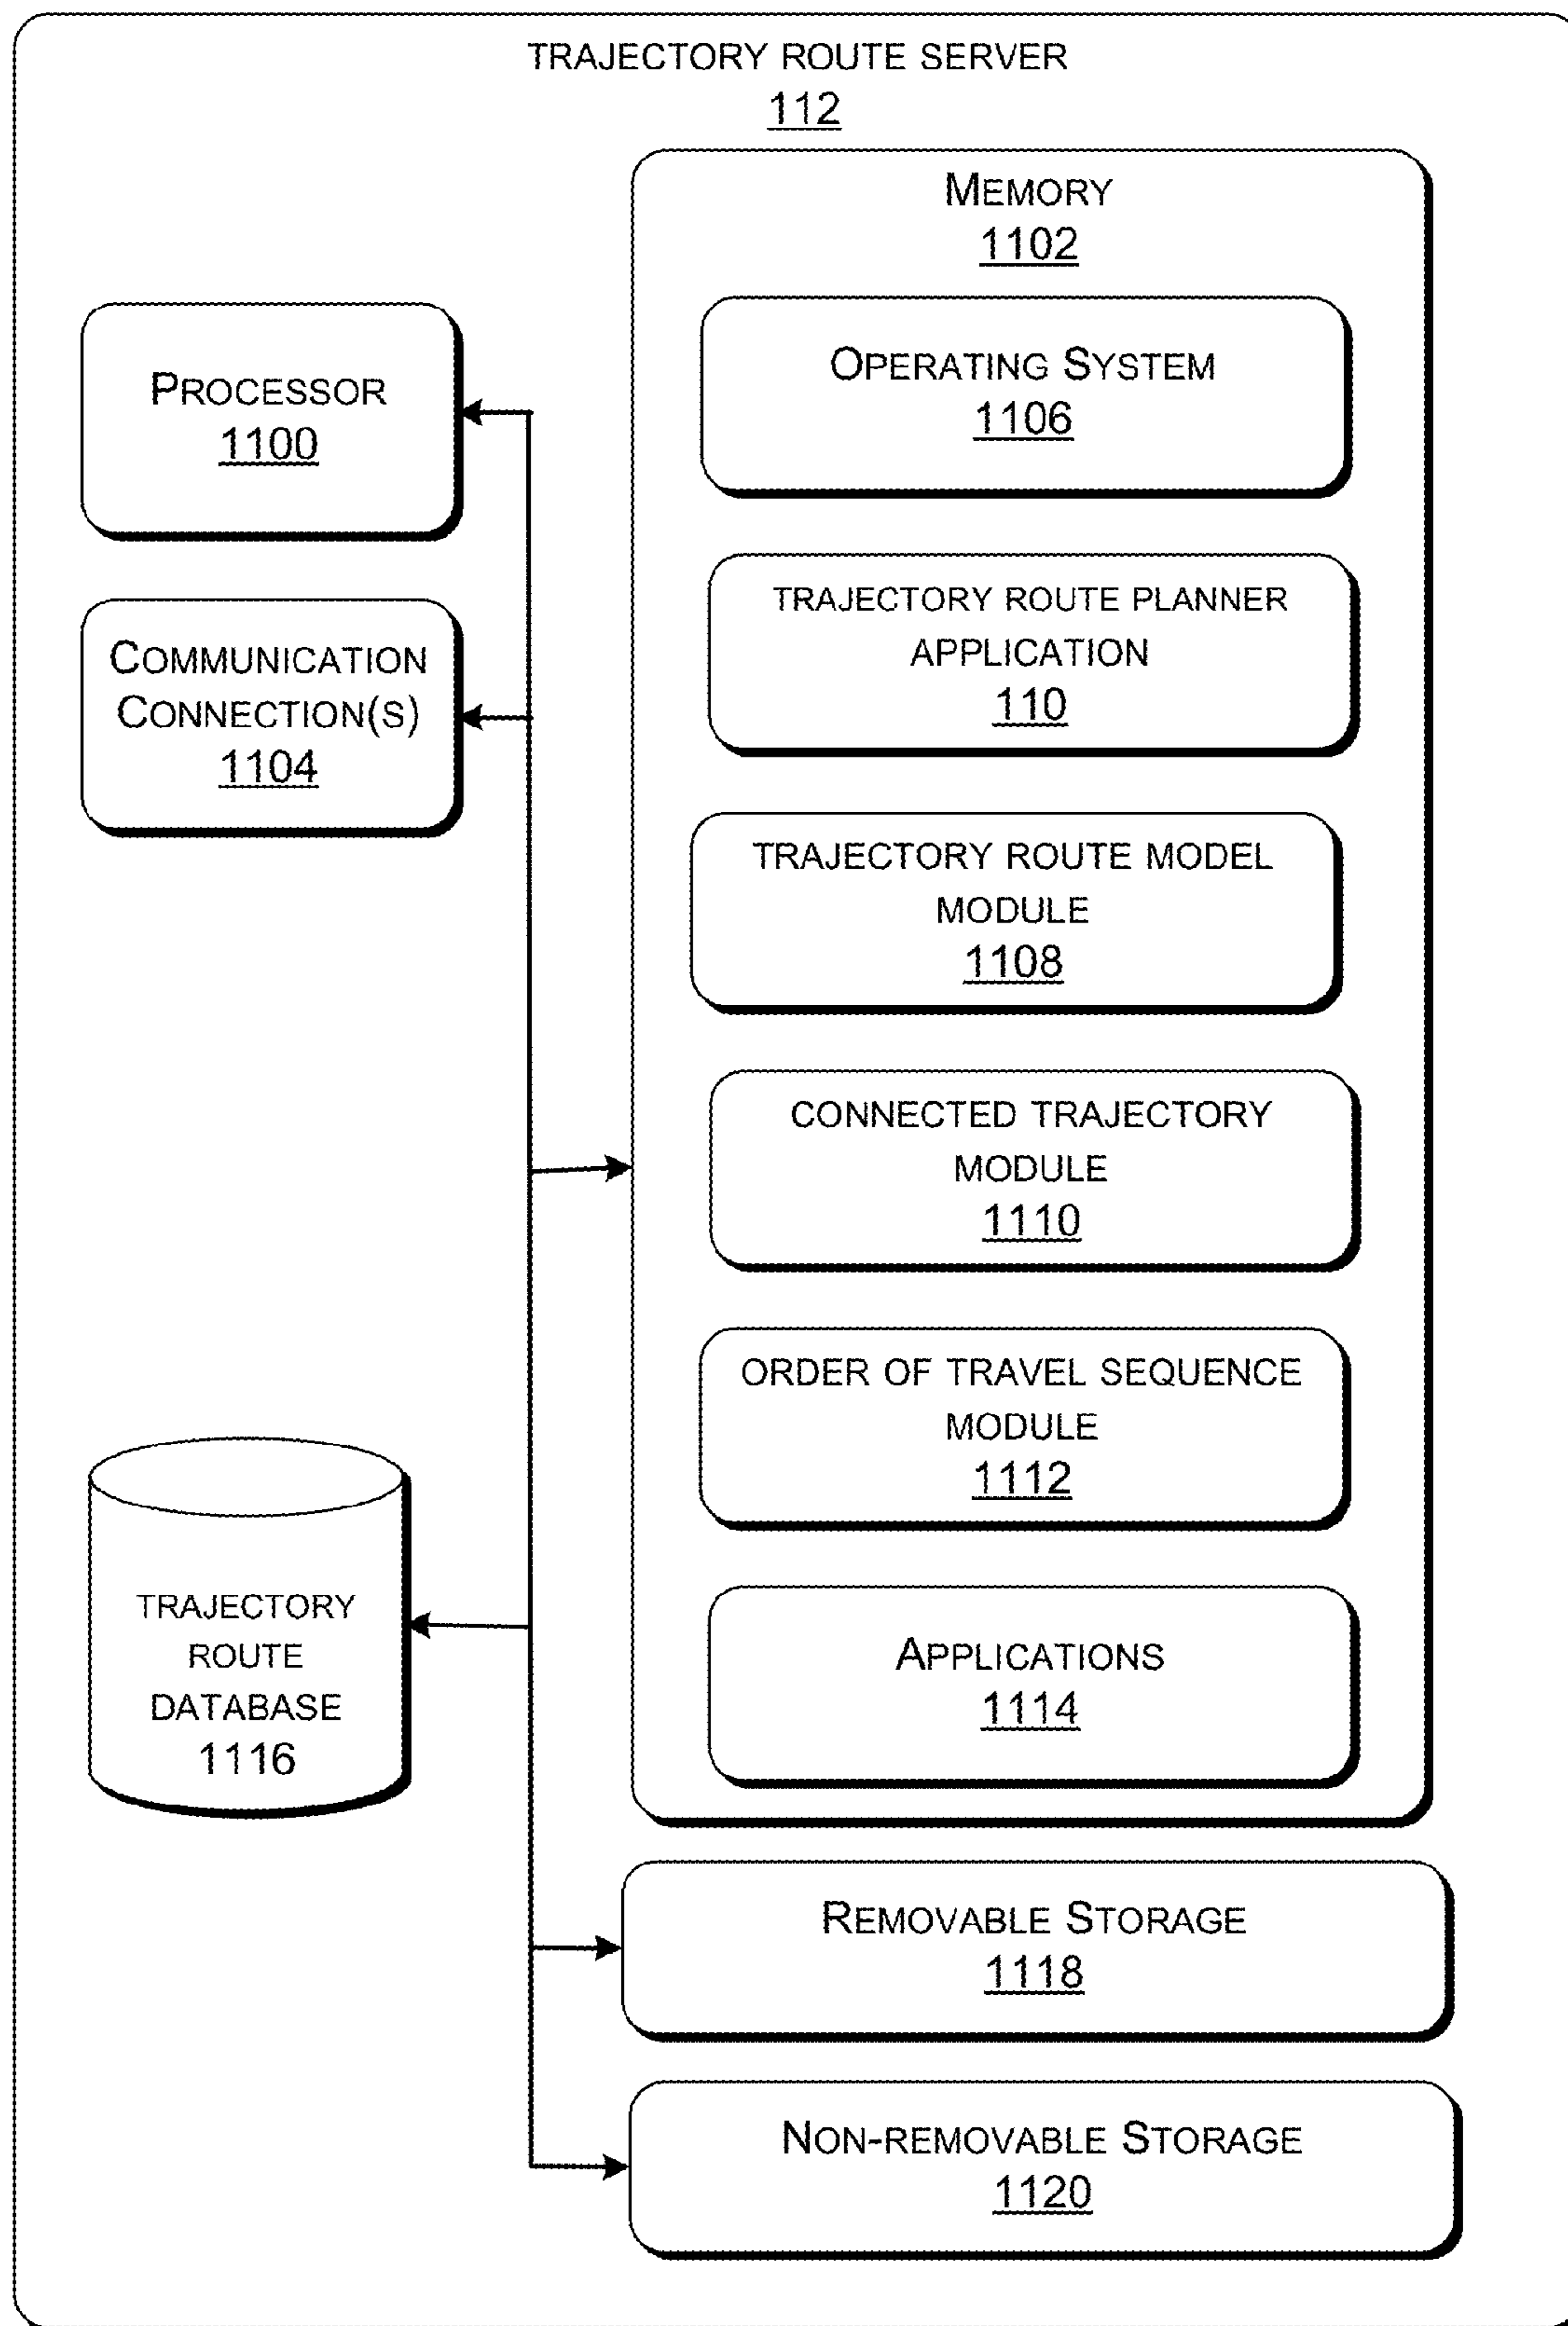 TRAJECTORY ROUTE SERVER
112
MEMORY
1102
PROCESSOR
1100
COMMUNICATION
CONNECTION(S)
1104
OPERATING SYSTEM
1106
TRAJECTORY ROUTE PLANNER
APPLICATION
110
TRAJECTORY ROUTE MODEL
MODULE
1108
CONNECTED TRAJECTORY
MODULE
1110
ORDER OF TRAVEL SEQUENCE
MODULE
1112
APPLICATIONS
1114
TRAJECTORY
ROUTE
DATABASE
1116
REMOVABLE STORAGE
1118
NON-REMOVABLE STORAGE
1120